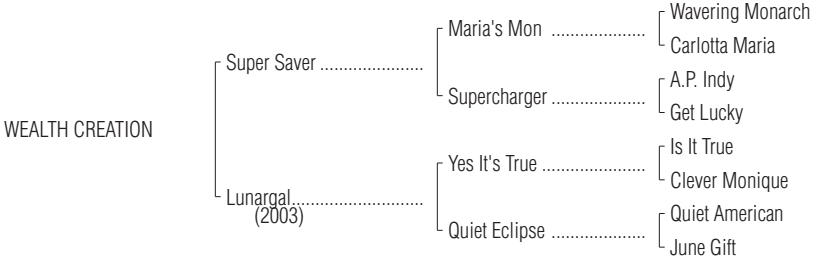 Wavering Monarch
Maria's Mon ....................
Carlotta Maria
Super Saver ......................
A.P. Indy
Supercharger ....................
Get Lucky
WEALTH CREATION
Is It True
Yes It's True ......................
Clever Monique
Lunargal............................
(2003)
Quiet American
Quiet Eclipse ....................
June Gift